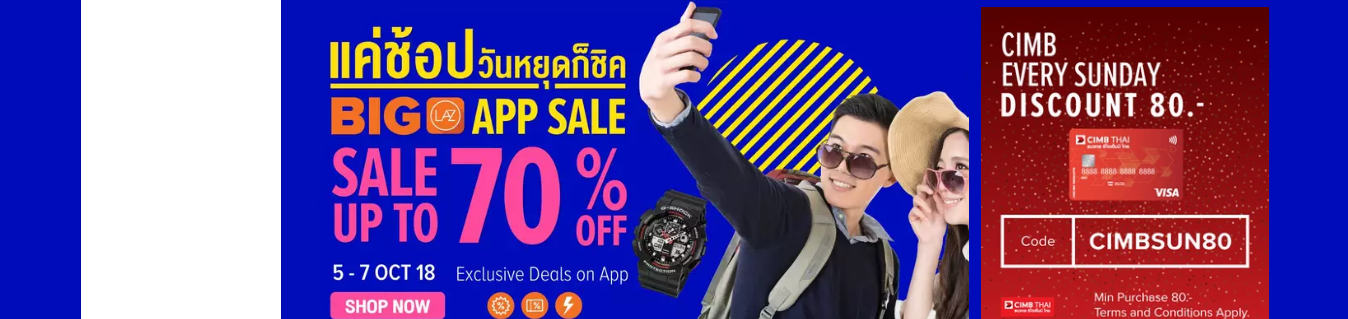 แค่ช้อปวันหยุดก็ชิค
BIG LAZ APP SALE
SALE UP TO 70% OFF
5 - 7 OCT 18 Exclusive Deals on App
SHOP NOW
G-SHOCK
PROTECTION
CIMB
EVERY SUNDAY
DISCOUNT 80.-
CIMB THAI
8888 8888 8888 8888
VISA
Code CIMBSUN80
CIMB THAI
Min Purchase 80.-
Terms and Conditions Apply.